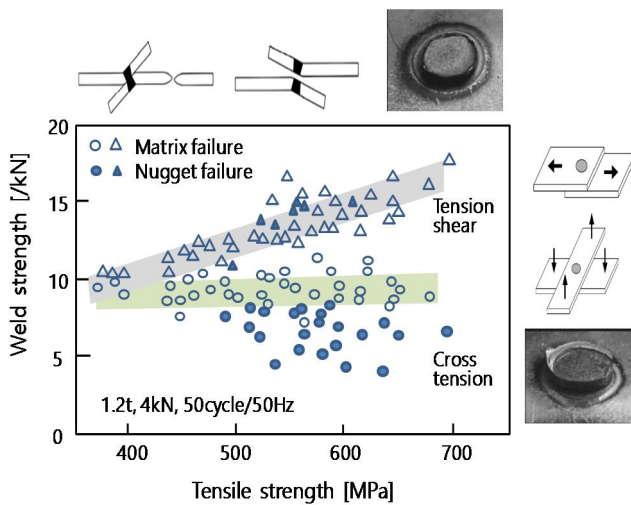 20
15
10
5
0
Weld strength [/kN]
Matrix failure
Nugget failure
Tension
shear
Cross
tension
1.2t, 4kN, 50cycle/50Hz
400 500 600 700
Tensile strength [MPa]